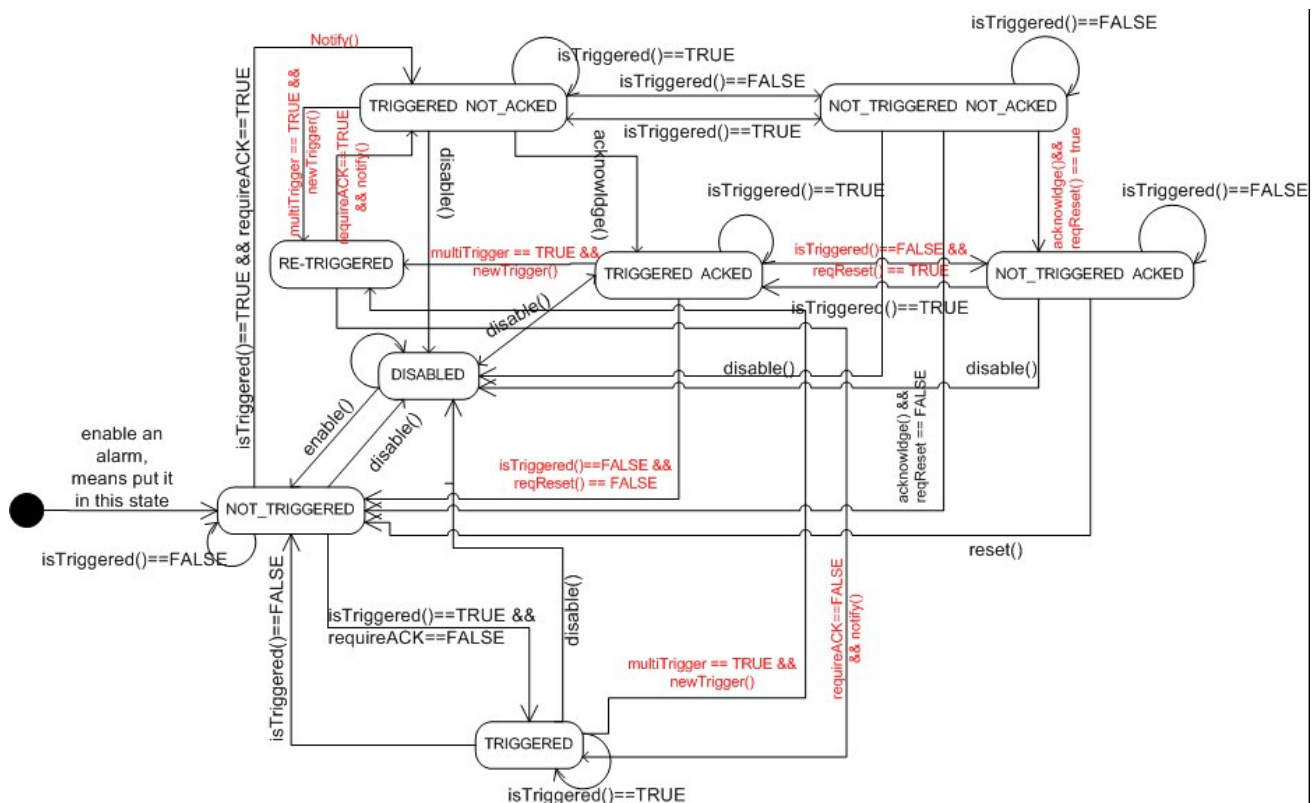 Notify()
isTriggered()==FALSE
isTriggered()==TRUE
isTriggered()==FALSE
TRIGGERED NOT_ACKED
NOT_TRIGGERED NOT_ACKED
isTriggered()==TRUE
isTriggered()==TRUE && requireACK==TRUE
multiTrigger == TRUE &&
newTrigger()
requireACK==TRUE
&& notify()
disable()
acknowldge()
acknowldge()&&
reqReset() == true
isTriggered()==TRUE
isTriggered()==FALSE
RE-TRIGGERED
multiTrigger == TRUE &&
newTrigger()
TRIGGERED ACKED
isTriggered()==FALSE &&
reqReset() == TRUE
NOT_TRIGGERED ACKED
isTriggered()==TRUE
disable()
DISABLED
disable()
disable()
enable()
disable()
acknowldge() &&
reqReset == FALSE
enable an
alarm,
means put it
in this state
isTriggered()==FALSE &&
reqReset() == FALSE
NOT_TRIGGERED
isTriggered()==FALSE
reset()
isTriggered()==FALSE
isTriggered()==TRUE &&
requireACK==FALSE
disable()
requireACK==FALSE
&& notify()
multiTrigger == TRUE &&
newTrigger()
TRIGGERED
isTriggered()==TRUE